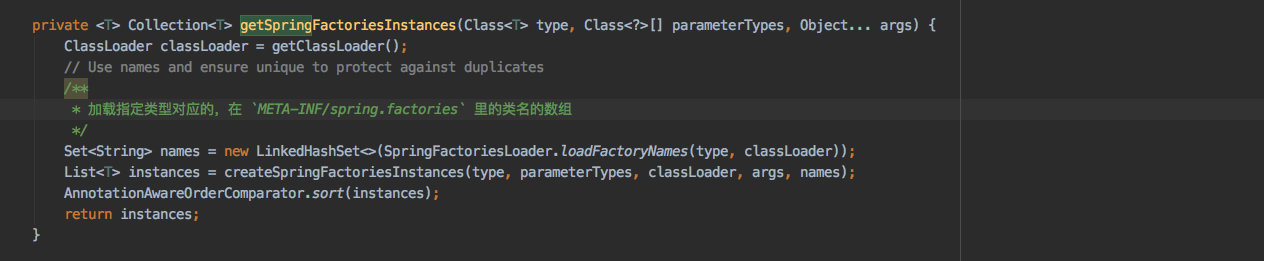 private <T> Collection<T> getSpringFactoriesInstances(Class<T> type, Class<?>[] parameterTypes, Object... args) {
ClassLoader classLoader = getClassLoader();
// Use names and ensure unique to protect against duplicates
/**
* 加载指定类型对应的，在 `META-INF/spring.factories` 里的类名的数组
*/
Set<String> names = new LinkedHashSet<>(SpringFactoriesLoader.loadFactoryNames(type, classLoader));
List<T> instances = createSpringFactoriesInstances(type, parameterTypes, classLoader, args, names);
AnnotationAwareOrderComparator.sort(instances);
return instances;
}